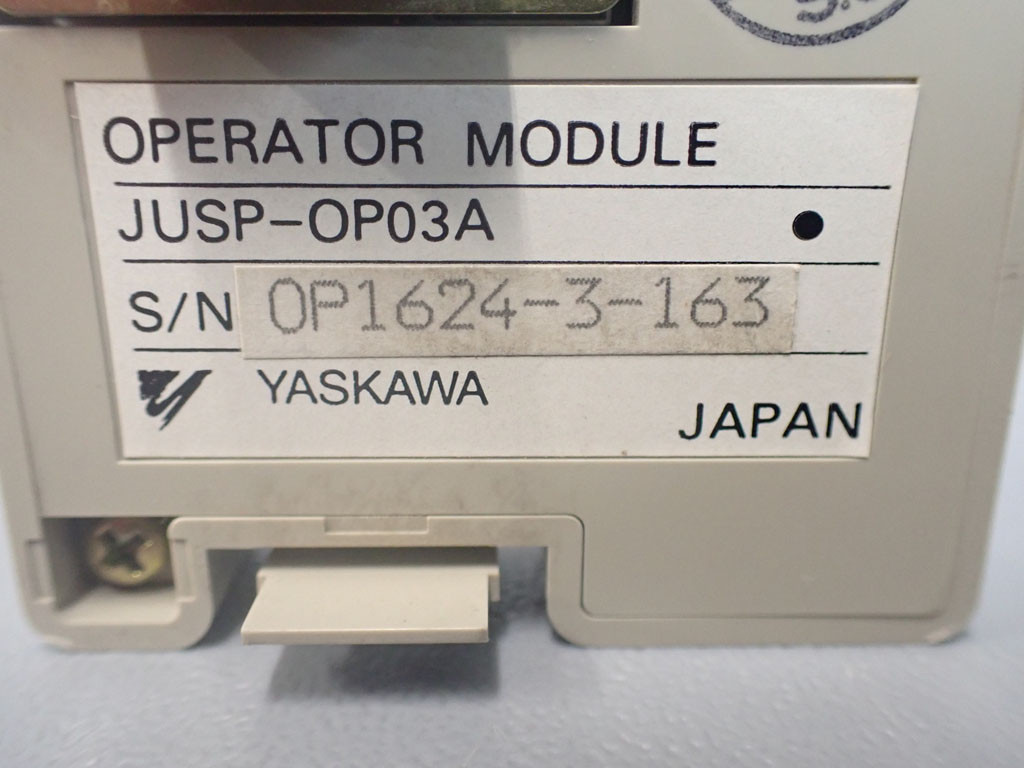 OPERATOR MODULE
JUSP-OP03A
S/N OP1624-3-163
YASKAWA
JAPAN